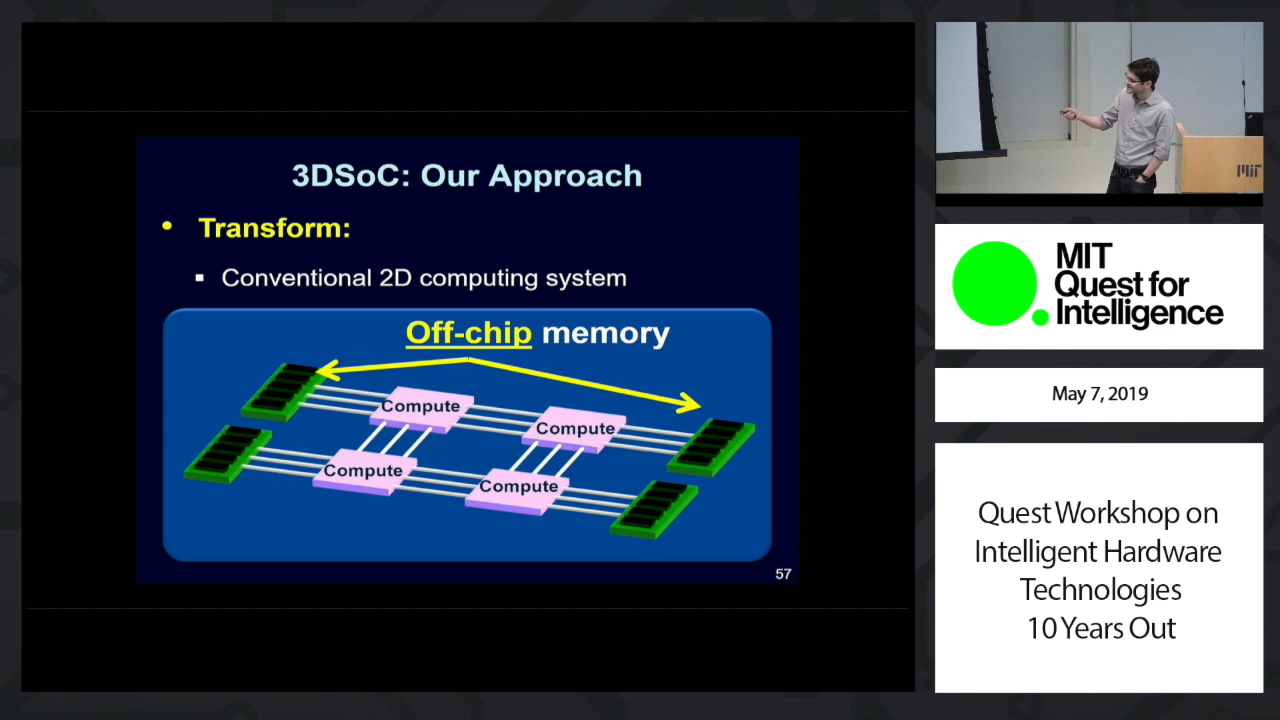 3DSoC: Our Approach
• Transform:
▪ Conventional 2D computing system
Off-chip memory
Compute
Compute
Compute
Compute
57
MIT
MIT
Quest for
Intelligence
May 7, 2019
Quest Workshop on
Intelligent Hardware
Technologies
10 Years Out